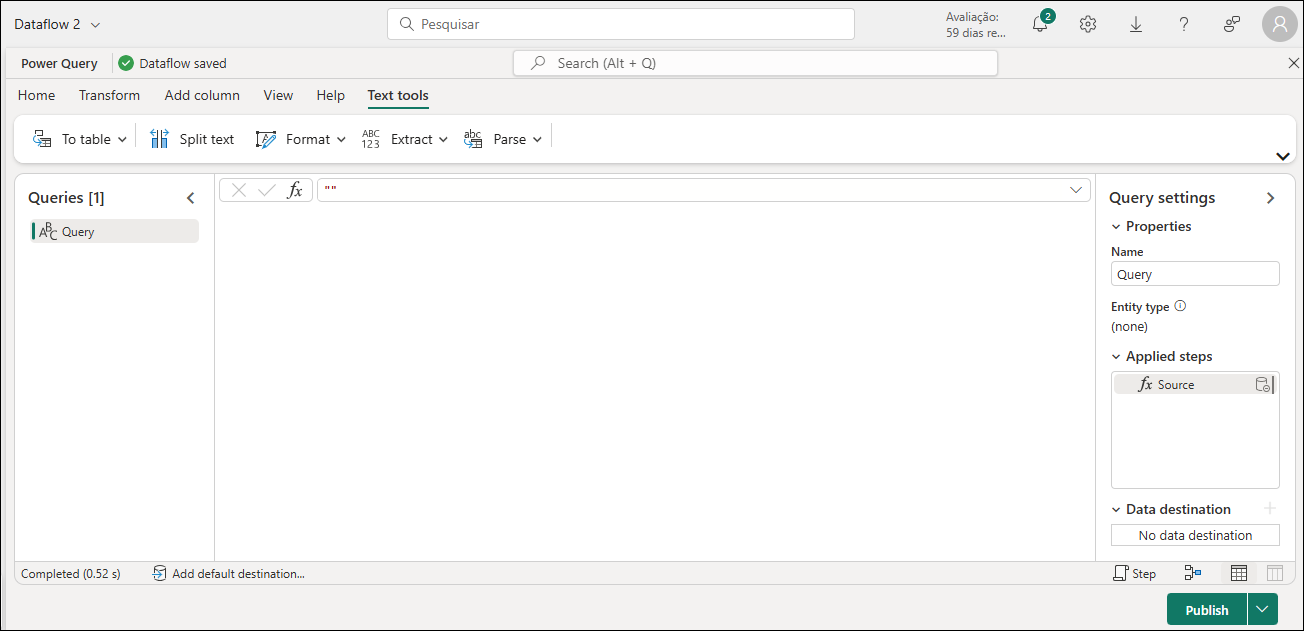 Dataflow 2
Pesquisar
Avaliação:
59 dias re...
2
?
Power Query
Dataflow saved
Search (Alt + Q)
Home
Transform
Add column
View
Help
Text tools
To table
Split text
Format
ABC
123
Extract
abc
Parse
Queries [1]
ABC
Query
fx
""
Query settings
Properties
Name
Query
Entity type
(none)
Applied steps
fx
Source
Data destination
No data destination
Completed (0.52 s)
Add default destination...
Step
Publish